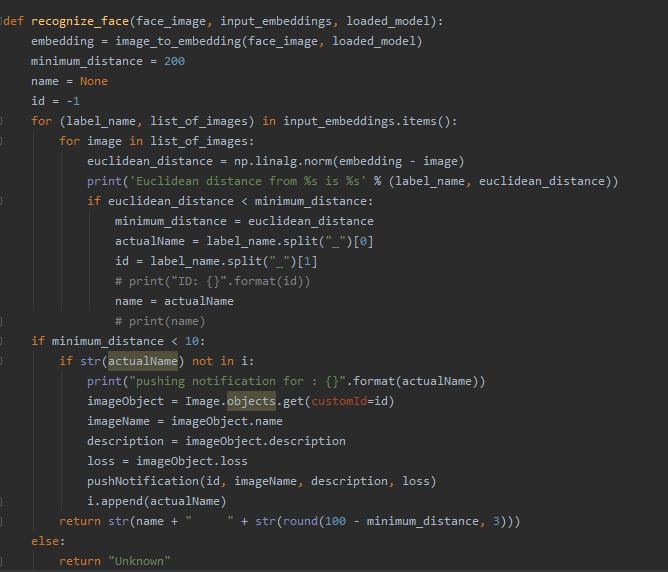 def recognize_face(face_image, input_embeddings, loaded_model):
    embedding = image_to_embedding(face_image, loaded_model)
    minimum_distance = 200
    name = None
    id = -1
    for (label_name, list_of_images) in input_embeddings.items():
        for image in list_of_images:
            euclidean_distance = np.linalg.norm(embedding - image)
            print('Euclidean distance from %s is %s' % (label_name, euclidean_distance))
            if euclidean_distance < minimum_distance:
                minimum_distance = euclidean_distance
                actualName = label_name.split("_")[0]
                id = label_name.split("_")[1]
                # print("ID: {}".format(id))
                name = actualName
                # print(name)
    if minimum_distance < 10:
        if str(actualName) not in i:
            print("pushing notification for : {}".format(actualName))
            imageObject = Image.objects.get(customId=id)
            imageName = imageObject.name
            description = imageObject.description
            loss = imageObject.loss
            pushNotification(id, imageName, description, loss)
            i.append(actualName)
        return str(name + "     " + str(round(100 - minimum_distance, 3)))
    else:
        return "Unknown"